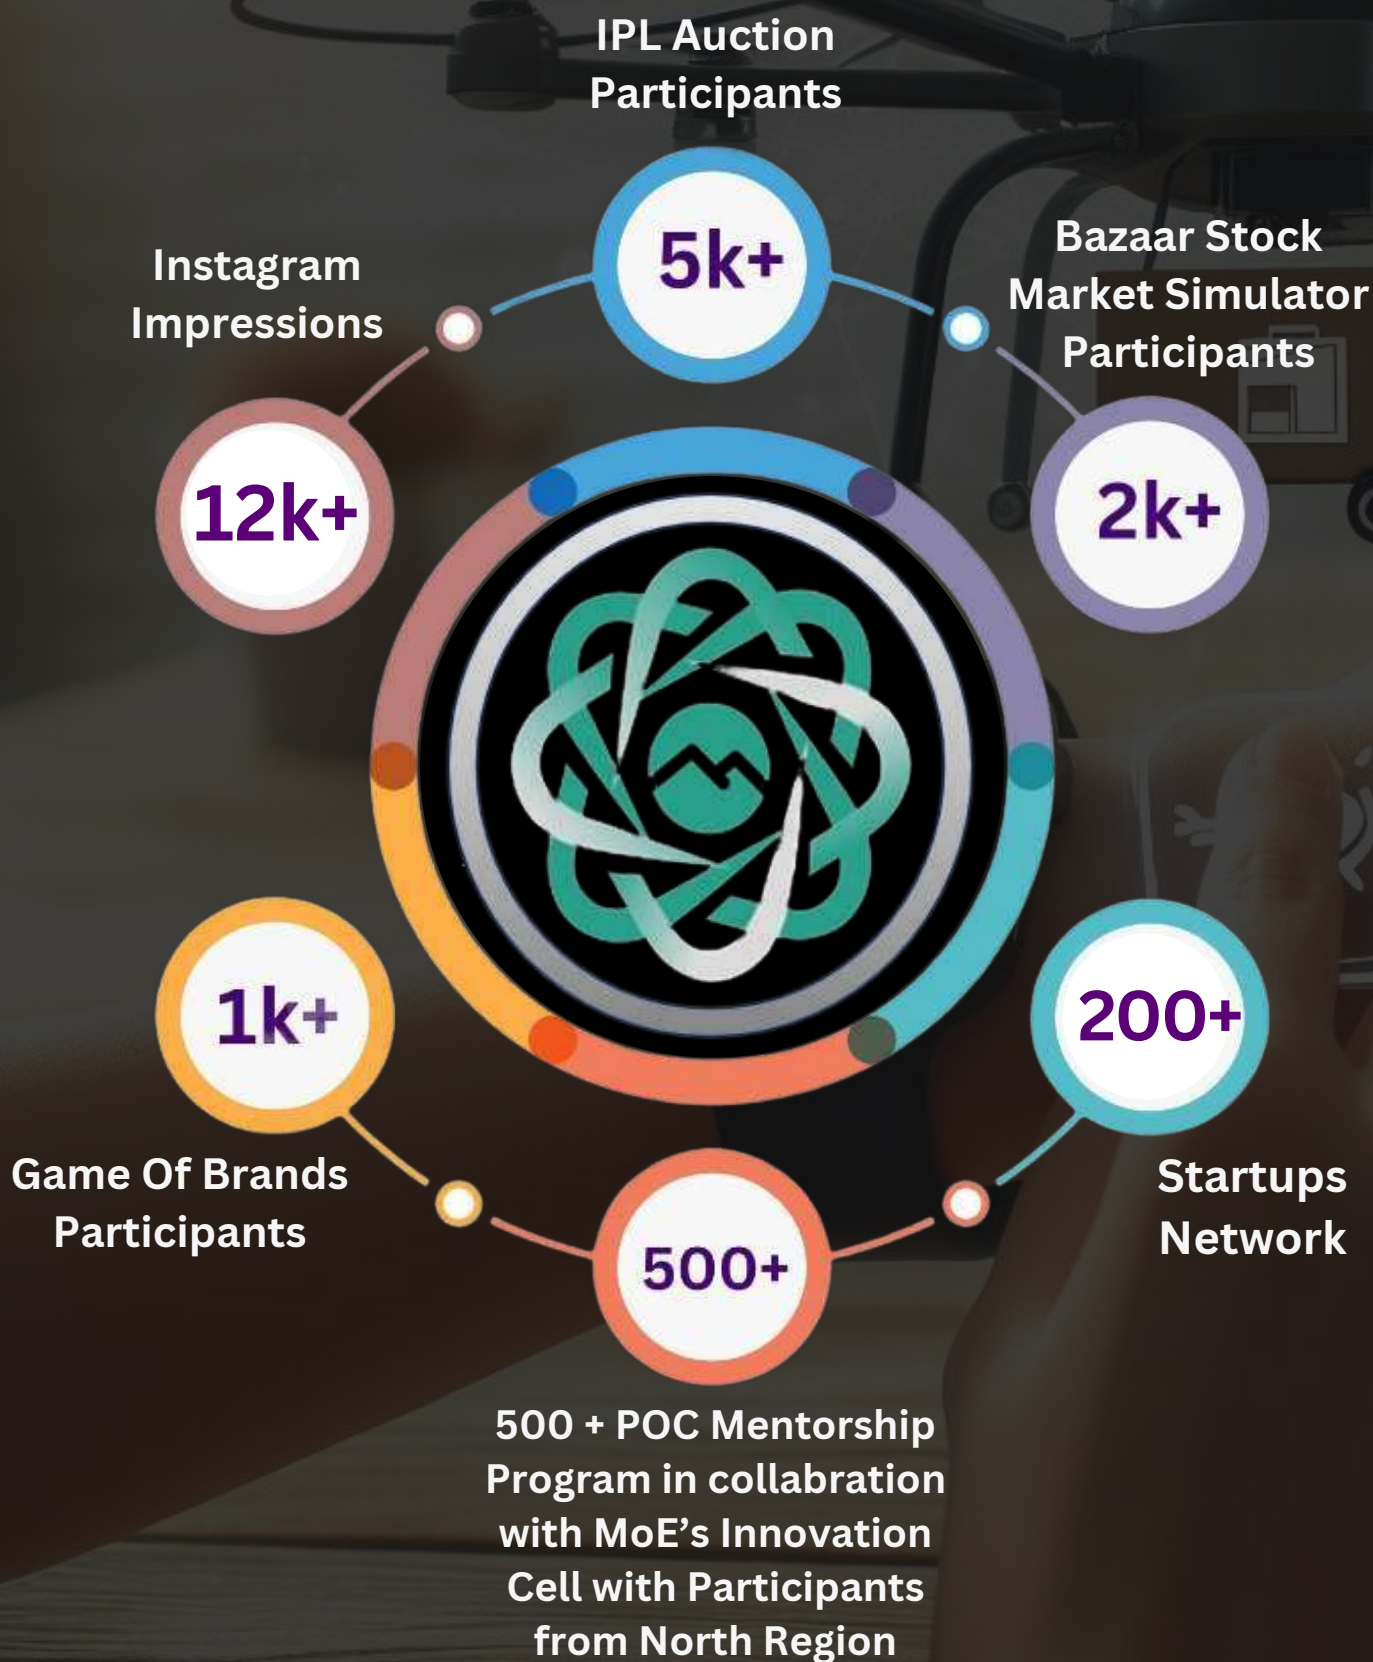 IPL Auction
Participants
5k+
Instagram
Impressions
12k+
Bazaar Stock
Market Simulator
Participants
2k+
1k+
Game Of Brands
Participants
200+
Startups
Network
500+
500 + POC Mentorship
Program in collabration
with MoE’s Innovation
Cell with Participants
from North Region